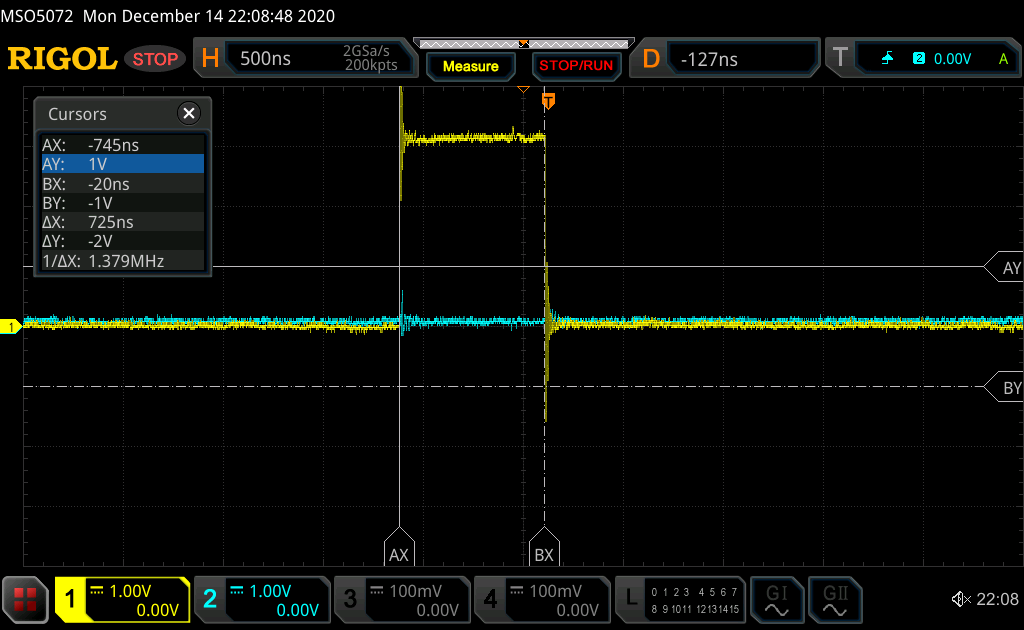 MSO5072 Mon December 14 22:08:48 2020
RIGOL STOP H 500ns 2GSa/s 200kpts Measure STOP/RUN D -127ns T 2 0.00V A
T
Cursors
AX: -745ns
AY: 1V
BX: -20ns
BY: -1V
ΔX: 725ns
ΔY: -2V
1/ΔX: 1.379MHz
AY
1
BY
AX BX
1 1.00V 0.00V
2 1.00V 0.00V
3 100mV 0.00V
4 100mV 0.00V
L 0 1 2 3 4 5 6 7
8 9 10 11 12 13 14 15
GI GII 22:08